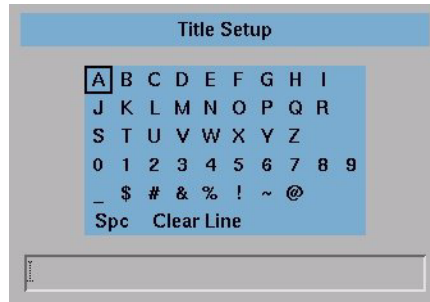 Title Setup
A B C D E F G H I
J K L M N O P Q R
S T U V W X Y Z
0 1 2 3 4 5 6 7 8 9
_ $ # & % ! ~ @
Spc Clear Line